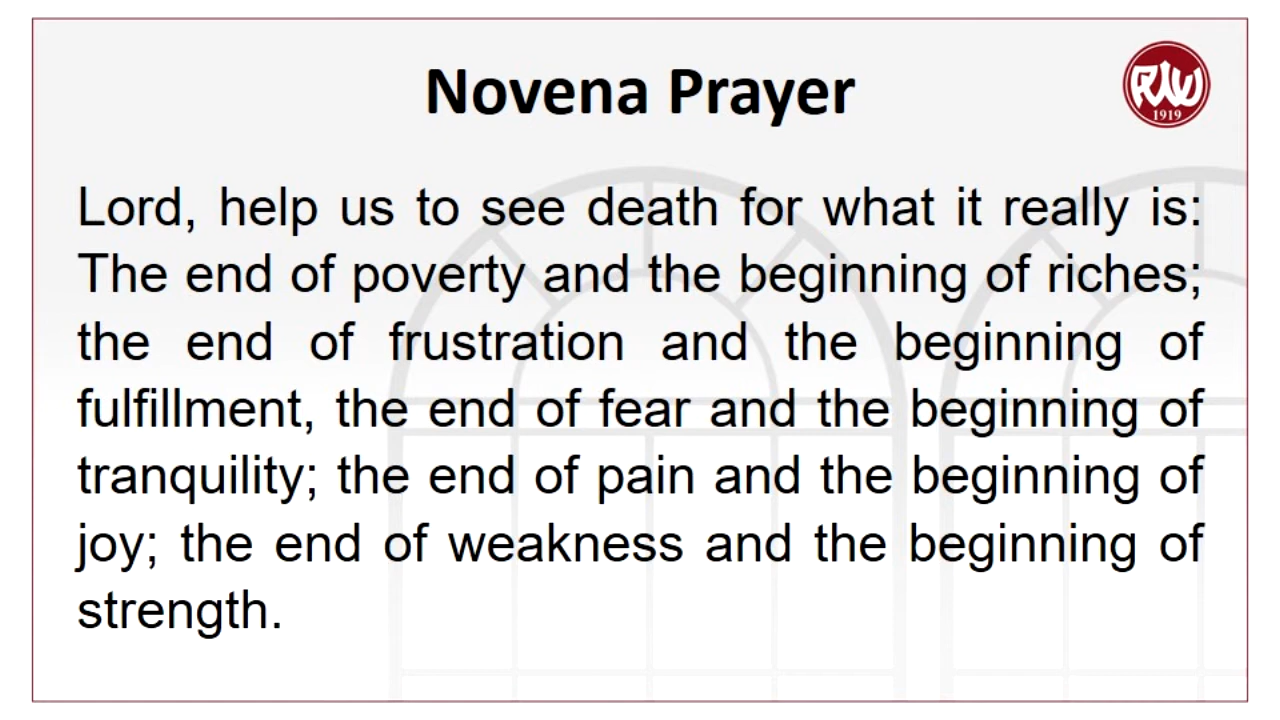 Novena Prayer
RIW
1919
Lord, help us to see death for what it really is:
The end of poverty and the beginning of riches;
the end of frustration and the beginning of
fulfillment, the end of fear and the beginning of
tranquility; the end of pain and the beginning of
joy; the end of weakness and the beginning of
strength.